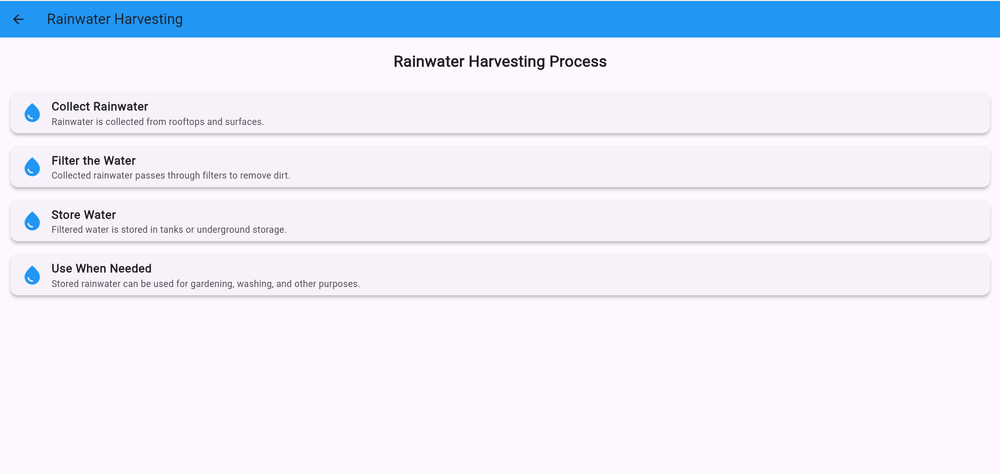 Rainwater Harvesting
Rainwater Harvesting Process
Collect Rainwater
Rainwater is collected from rooftops and surfaces.
Filter the Water
Collected rainwater passes through filters to remove dirt.
Store Water
Filtered water is stored in tanks or underground storage.
Use When Needed
Stored rainwater can be used for gardening, washing, and other purposes.